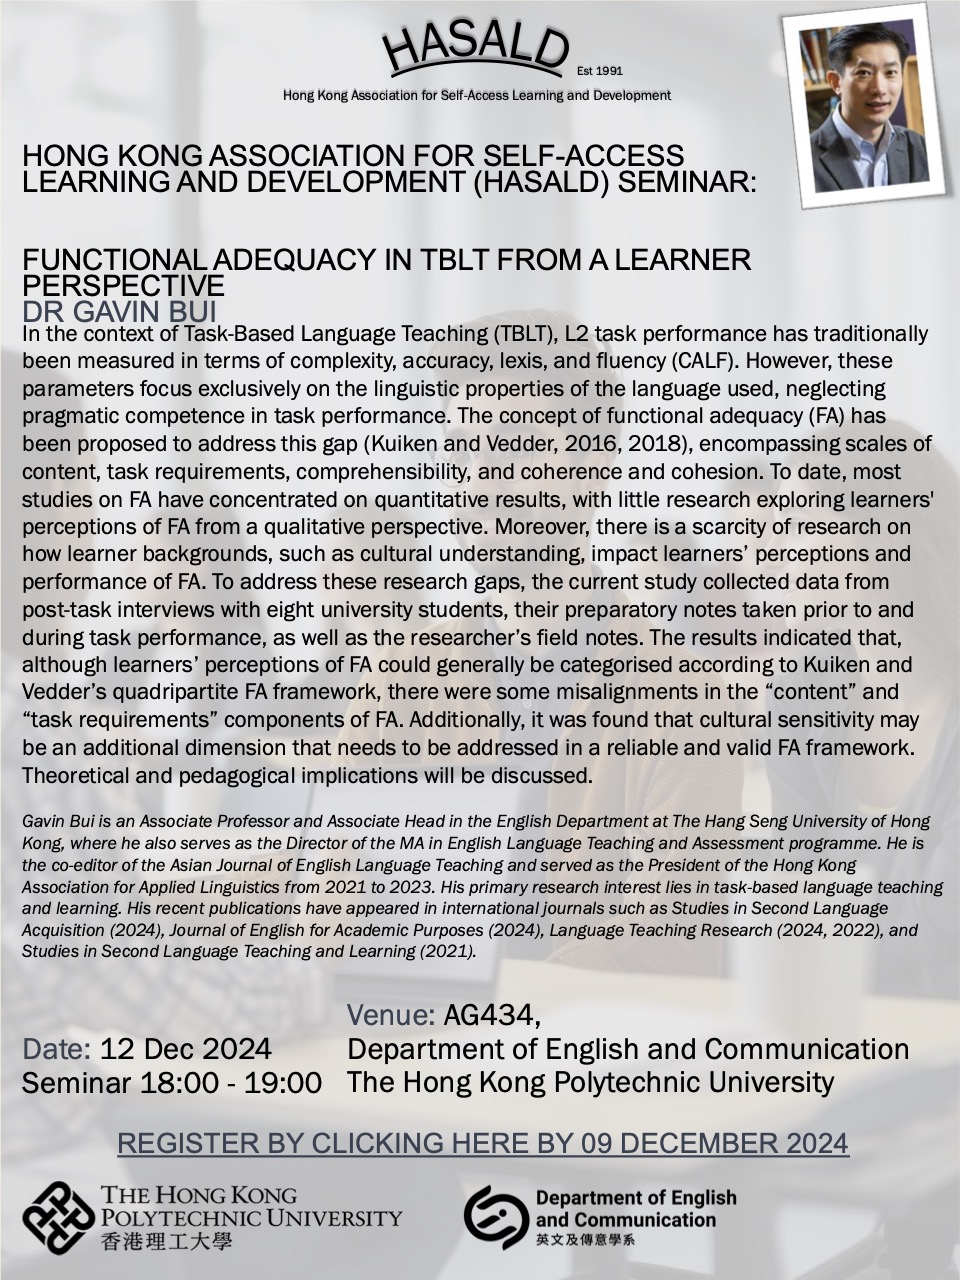 HASALD
Est 1991
Hong Kong Association for Self-Access Learning and Development
HONG KONG ASSOCIATION FOR SELF-ACCESS
LEARNING AND DEVELOPMENT (HASALD) SEMINAR:
FUNCTIONAL ADEQUACY IN TBLT FROM A LEARNER
PERSPECTIVE
DR GAVIN BUI
In the context of Task-Based Language Teaching (TBLT), L2 task performance has traditionally
been measured in terms of complexity, accuracy, lexis, and fluency (CALF). However, these
parameters focus exclusively on the linguistic properties of the language used, neglecting
pragmatic competence in task performance. The concept of functional adequacy (FA) has
been proposed to address this gap (Kuiken and Vedder, 2016, 2018), encompassing scales of
content, task requirements, comprehensibility, and coherence and cohesion. To date, most
studies on FA have concentrated on quantitative results, with little research exploring learners'
perceptions of FA from a qualitative perspective. Moreover, there is a scarcity of research on
how learner backgrounds, such as cultural understanding, impact learners’ perceptions and
performance of FA. To address these research gaps, the current study collected data from
post-task interviews with eight university students, their preparatory notes taken prior to and
during task performance, as well as the researcher’s field notes. The results indicated that,
although learners’ perceptions of FA could generally be categorised according to Kuiken and
Vedder’s quadripartite FA framework, there were some misalignments in the “content” and
“task requirements” components of FA. Additionally, it was found that cultural sensitivity may
be an additional dimension that needs to be addressed in a reliable and valid FA framework.
Theoretical and pedagogical implications will be discussed.
Gavin Bui is an Associate Professor and Associate Head in the English Department at The Hang Seng University of Hong
Kong, where he also serves as the Director of the MA in English Language Teaching and Assessment programme. He is
the co-editor of the Asian Journal of English Language Teaching and served as the President of the Hong Kong
Association for Applied Linguistics from 2021 to 2023. His primary research interest lies in task-based language teaching
and learning. His recent publications have appeared in international journals such as Studies in Second Language
Acquisition (2024), Journal of English for Academic Purposes (2024), Language Teaching Research (2024, 2022), and
Studies in Second Language Teaching and Learning (2021).
Date: 12 Dec 2024
Seminar 18:00 - 19:00
Venue: AG434,
Department of English and Communication
The Hong Kong Polytechnic University
REGISTER BY CLICKING HERE BY 09 DECEMBER 2024
THE HONG KONG
POLYTECHNIC UNIVERSITY
香港理工大學
Department of English
and Communication
英文及傳意學系